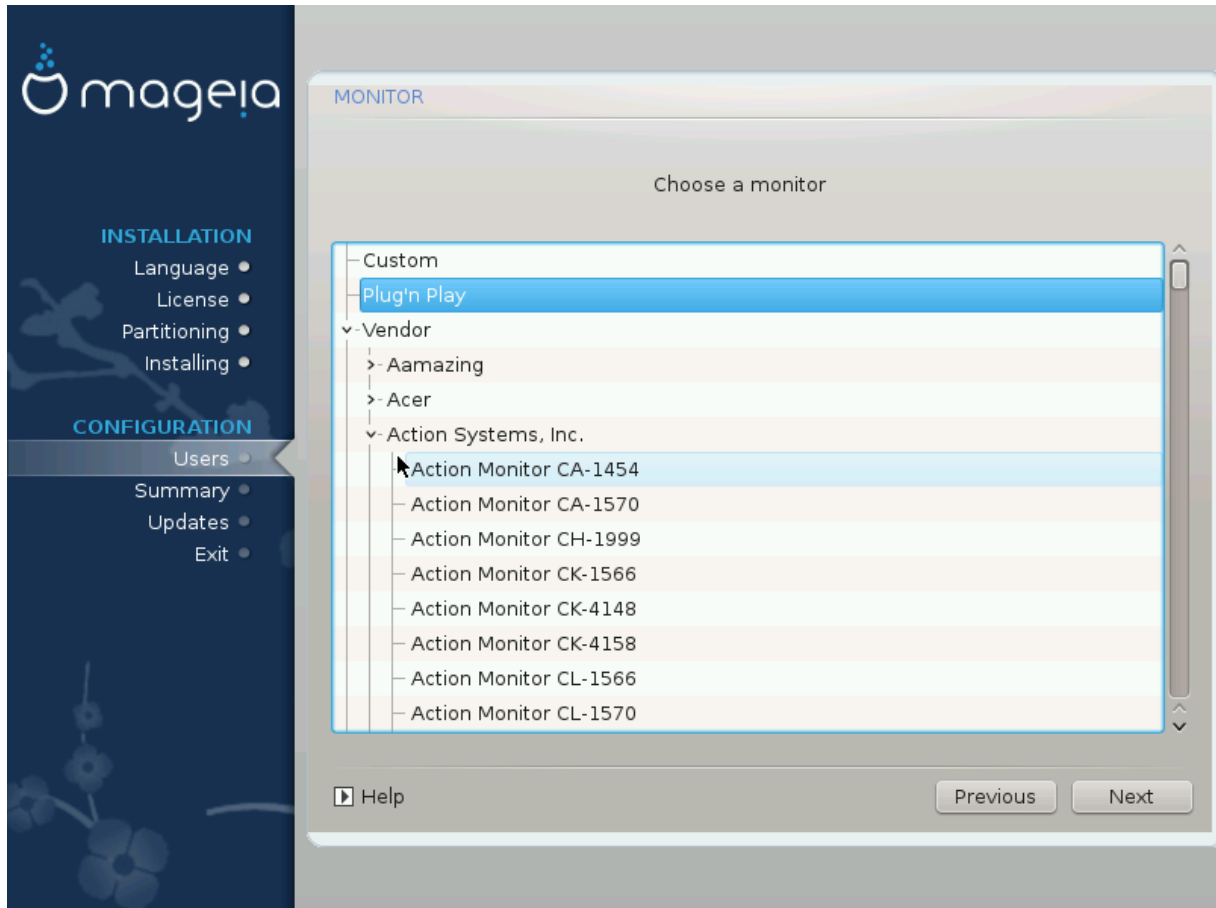 mageia
INSTALLATION
Language
License
Partitioning
Installing
CONFIGURATION
Users
Summary
Updates
Exit
MONITOR
Choose a monitor
Custom
Plug'n Play
Vendor
Aamazing
Acer
Action Systems, Inc.
Action Monitor CA-1454
Action Monitor CA-1570
Action Monitor CH-1999
Action Monitor CK-1566
Action Monitor CK-4148
Action Monitor CK-4158
Action Monitor CL-1566
Action Monitor CL-1570
Help
Previous
Next